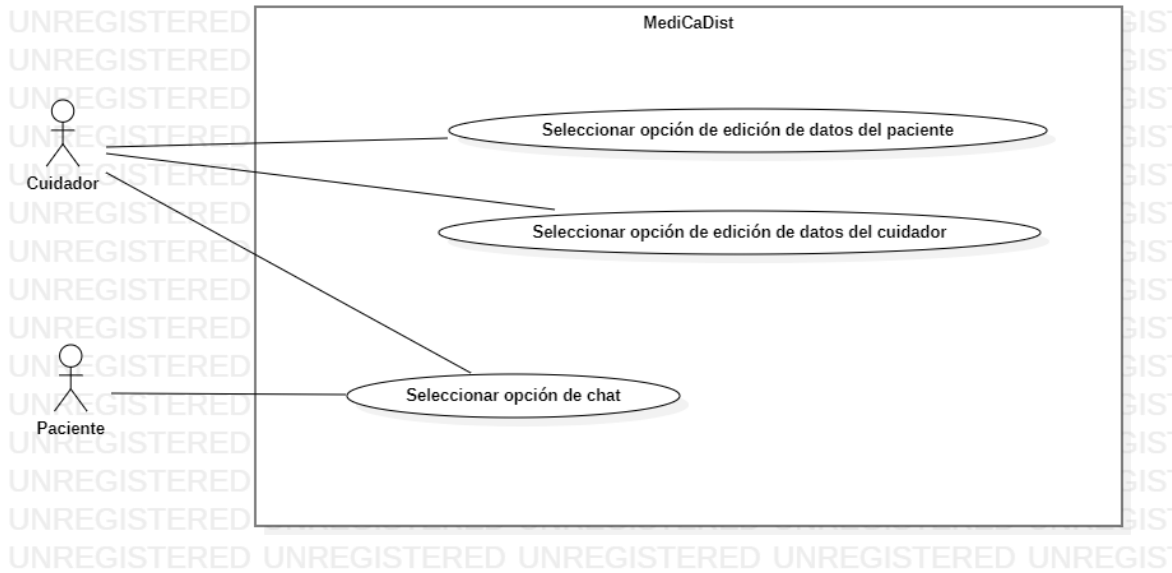 MediCaDist
Seleccionar opción de edición de datos del paciente
Cuidador
Seleccionar opción de edición de datos del cuidador
Seleccionar opción de chat
Paciente
UNREGISTERED UNREGISTERED UNREGISTERED UNREGISTERED UNREGIS